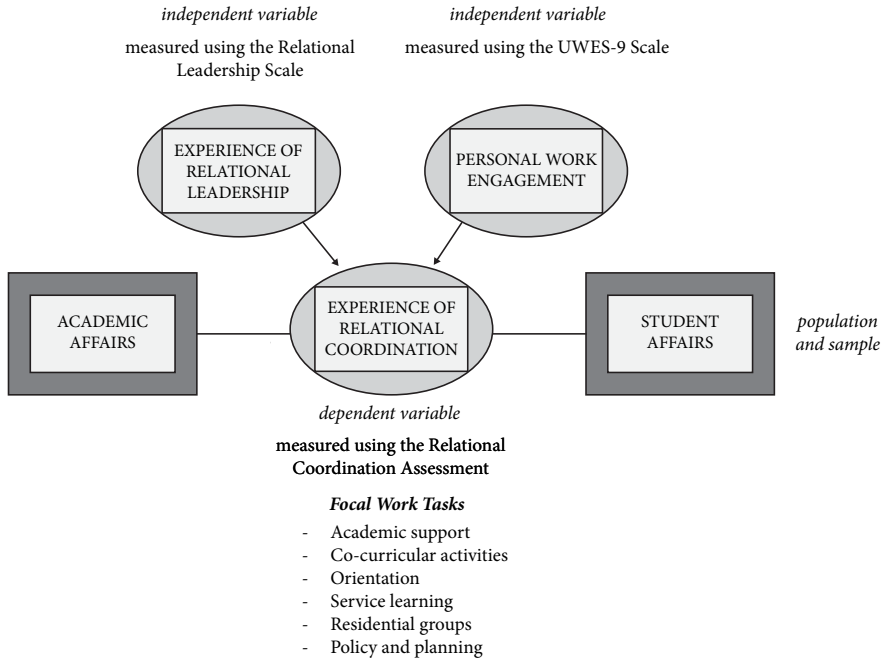 independent variable
measured using the Relational
Leadership Scale
independent variable
measured using the UWES-9 Scale
EXPERIENCE OF
RELATIONAL
LEADERSHIP
PERSONAL WORK
ENGAGEMENT
ACADEMIC
AFFAIRS
EXPERIENCE OF
RELATIONAL
COORDINATION
STUDENT
AFFAIRS
population
and sample
dependent variable
measured using the Relational
Coordination Assessment
Focal Work Tasks
- Academic support
- Co-curricular activities
- Orientation
- Service learning
- Residential groups
- Policy and planning